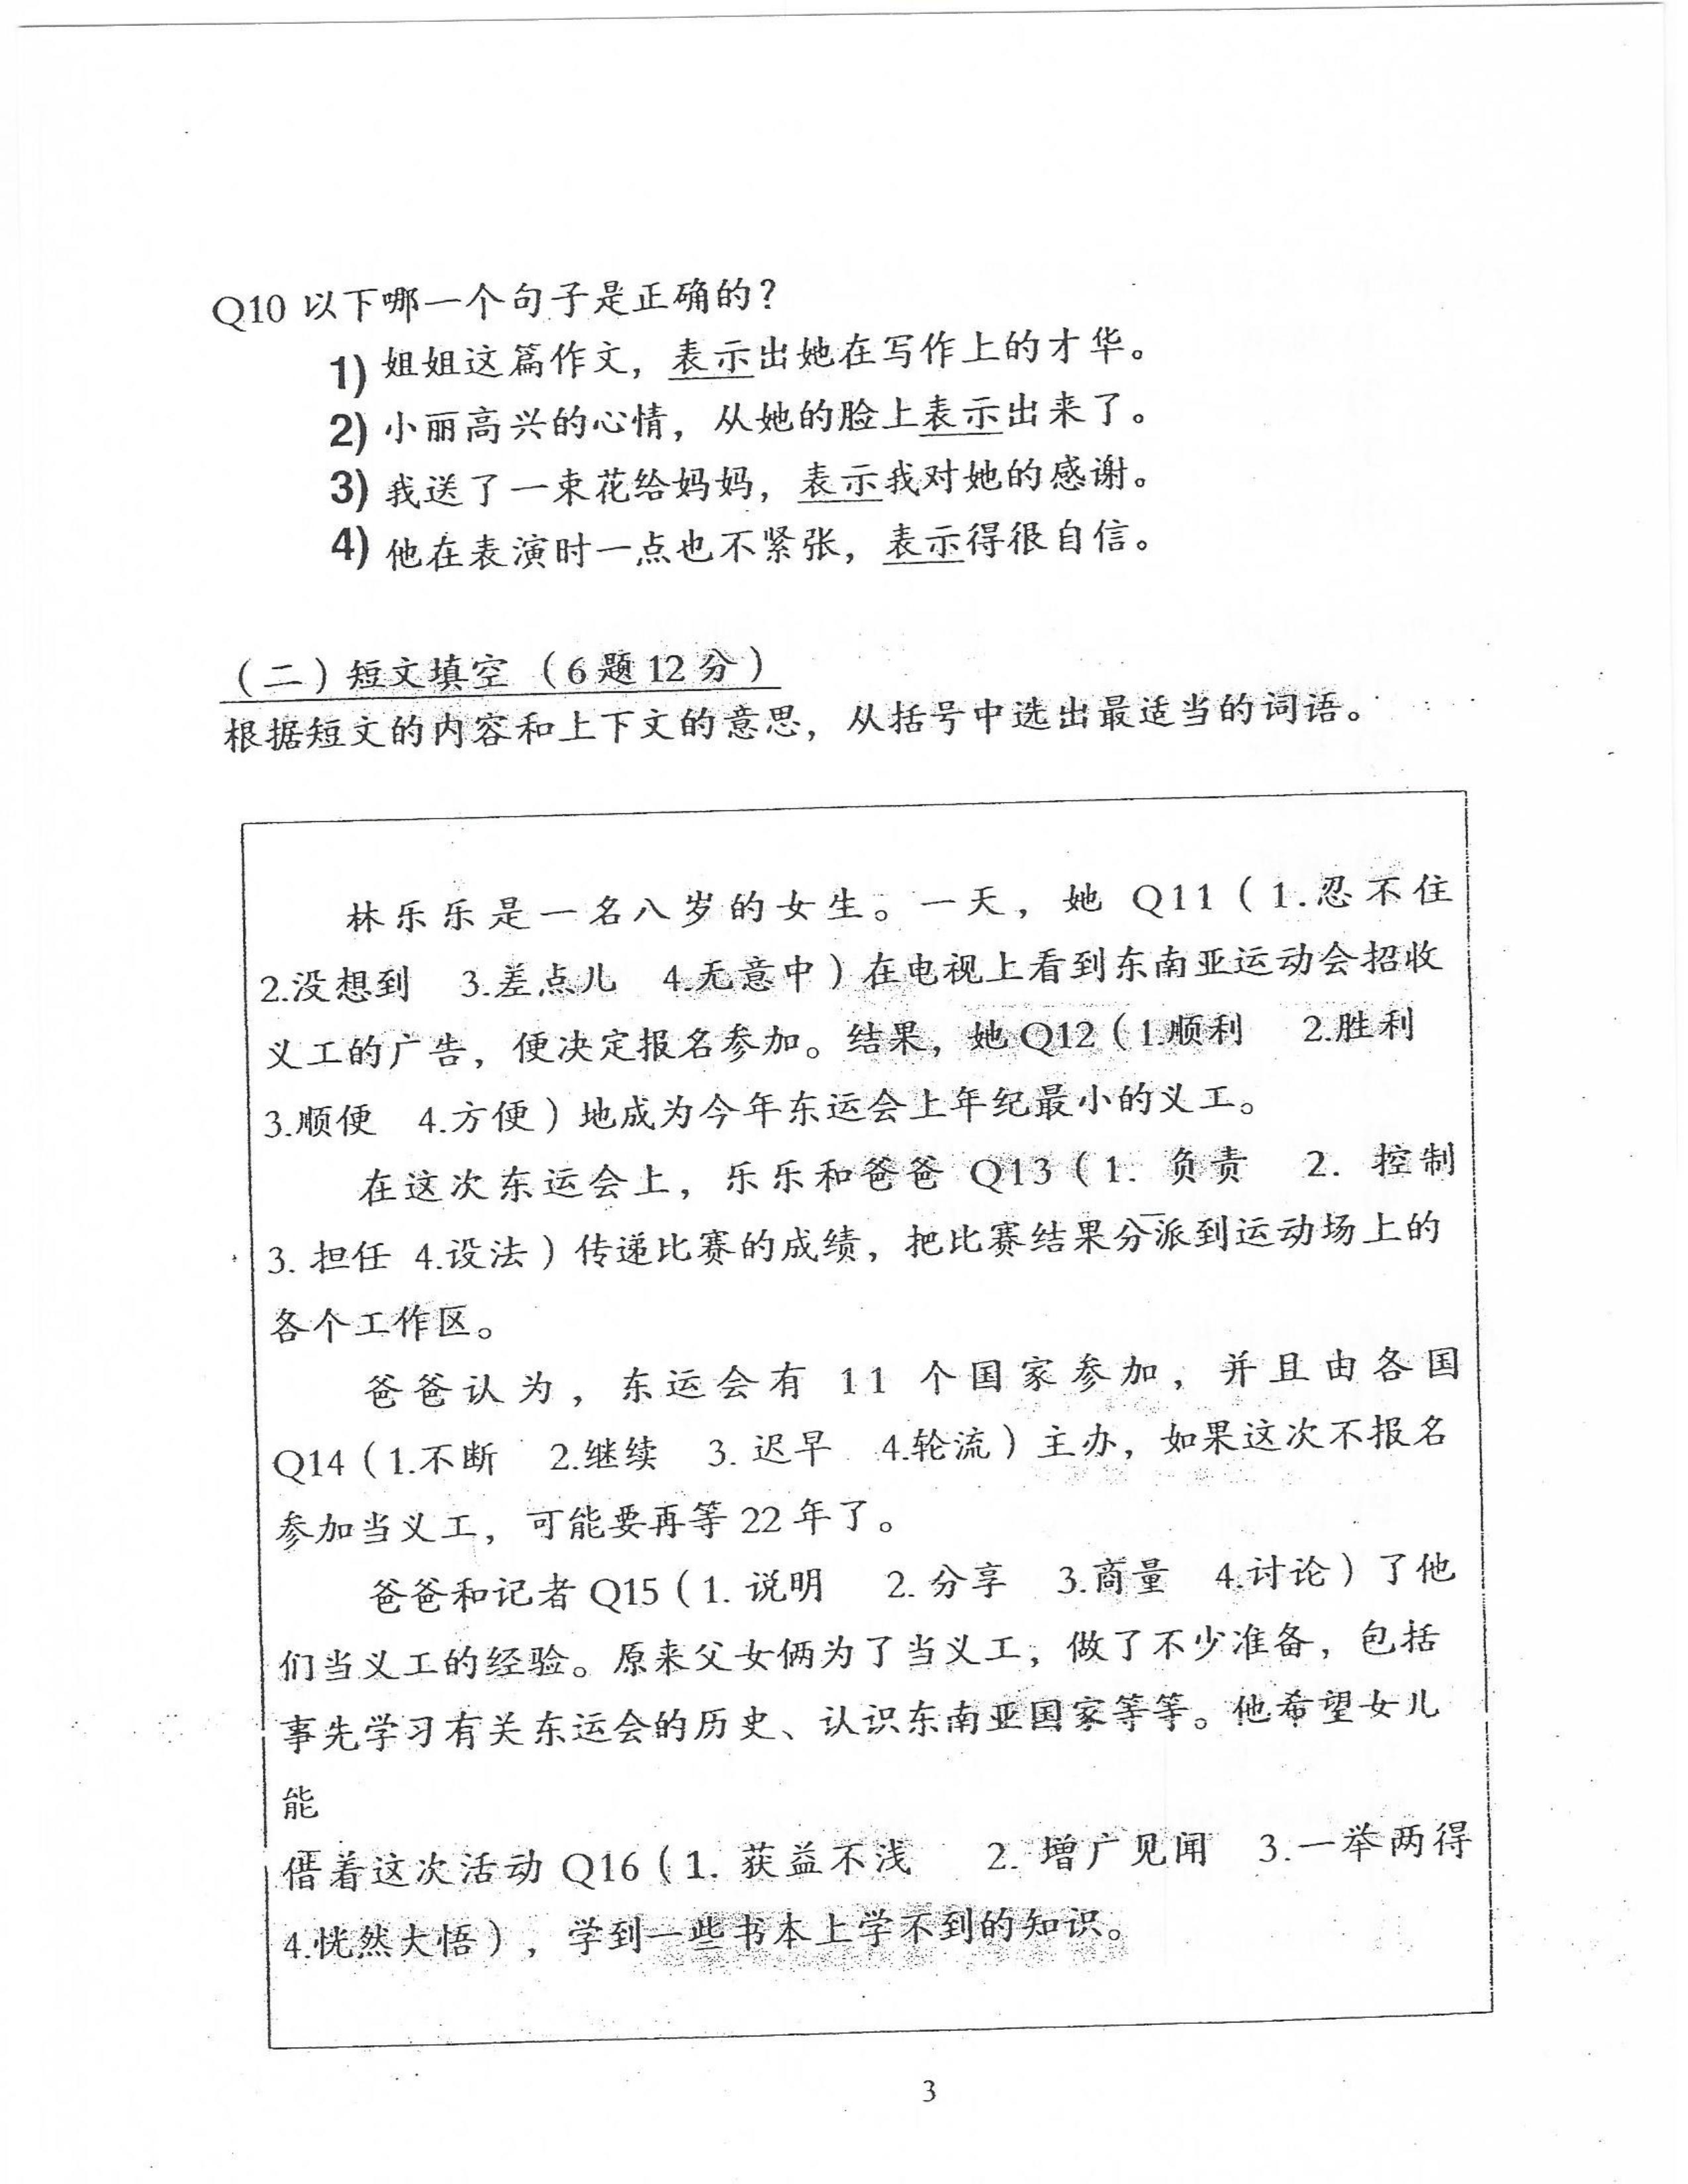 Q10 以下哪一个句子是正确的？
1) 姐姐这篇作文，表示出她在写作上的才华。
2) 小丽高兴的心情，从她的脸上表示出来了。
3) 我送了一束花给妈妈，表示我对她的感谢。
4) 他在表演时一点也不紧张，表示得很自信。
（二）短文填空（6题12分）
根据短文的内容和上下文的意思，从括号中选出最适当的词语。
林乐乐是一名八岁的女生。一天，她 Q11（1.忍不住
2.没想到 3.差点儿 4.无意中）在电视上看到东南亚运动会招收
义工的广告，便决定报名参加。结果，她Q12（1.顺利 2.胜利
3.顺便 4.方便）地成为今年东运会上年纪最小的义工。
在这次东运会上，乐乐和爸爸 Q13（1. 负责 2. 控制
3. 担任 4.设法）传递比赛的成绩，把比赛结果分派到运动场上的
各个工作区。
爸爸认为，东运会有 11 个国家参加，并且由各国
Q14（1.不断 2.继续 3. 迟早 4.轮流）主办，如果这次不报名
参加当义工，可能要再等 22 年了。
爸爸和记者 Q15（1. 说明 2. 分享 3.商量 4.讨论）了他
们当义工的经验。原来父女俩为了当义工，做了不少准备，包括
事先学习有关东运会的历史、认识东南亚国家等等。他希望女儿
能
借着这次活动 Q16（1. 获益不浅 2. 增广见闻 3.一举两得
4.恍然大悟），学到一些书本上学不到的知识。
3